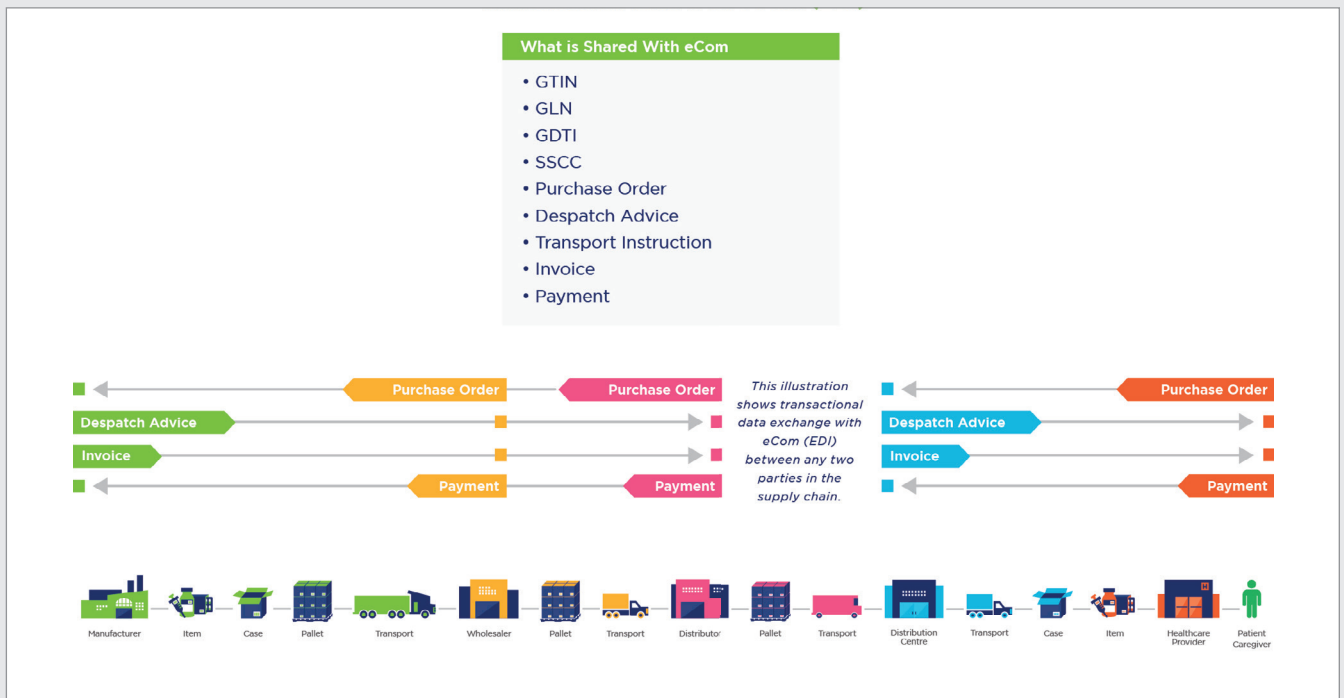 What is Shared With eCom
• GTIN
• GLN
• GDTI
• SSCC
• Purchase Order
• Despatch Advice
• Transport Instruction
• Invoice
• Payment
Purchase Order
Purchase Order
Despatch Advice
Invoice
Payment
Payment
This illustration
shows transactional
data exchange with
eCom (EDI)
between any two
parties in the
supply chain.
Purchase Order
Despatch Advice
Invoice
Payment
H
Manufacturer
Item
Case
Pallet
Transport
Wholesaler
Pallet
Transport
Distributor
Pallet
Transport
Distribution
Centre
Transport
Case
Item
Healthcare
Provider
Patient
Caregiver